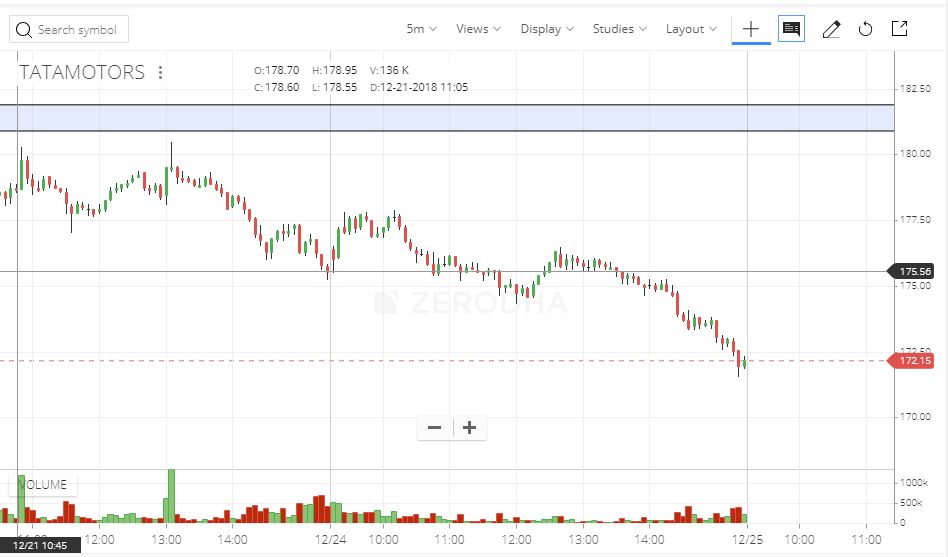 Search symbol 5m Views Display Studies Layout
TATAMOTORS
O:178.70 H:178.95 V:136 K
C:178.60 L: 178.55 D:12-21-2018 11:05
182.50
180.00
177.50
175.56
175.00
ZERODHA
172.50
172.15
170.00
VOLUME
1000k
500k
0
12:00 13:00 14:00 12/24 10:00 11:00 12:00 13:00 14:00 12/25 10:00 11:00
12/21 10:45